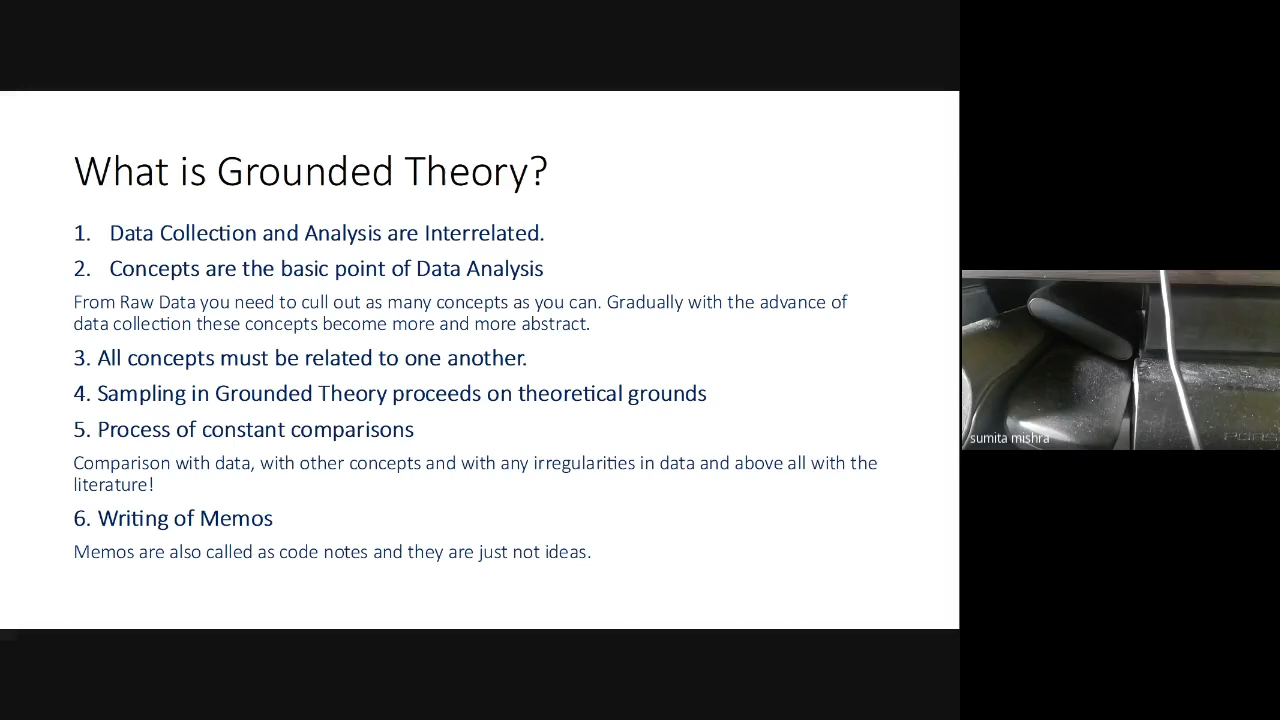 What is Grounded Theory?
1. Data Collection and Analysis are Interrelated.
2. Concepts are the basic point of Data Analysis
From Raw Data you need to cull out as many concepts as you can. Gradually with the advance of
data collection these concepts become more and more abstract.
3. All concepts must be related to one another.
4. Sampling in Grounded Theory proceeds on theoretical grounds
5. Process of constant comparisons
Comparison with data, with other concepts and with any irregularities in data and above all with the
literature!
6. Writing of Memos
Memos are also called as code notes and they are just not ideas.
sumita mishra